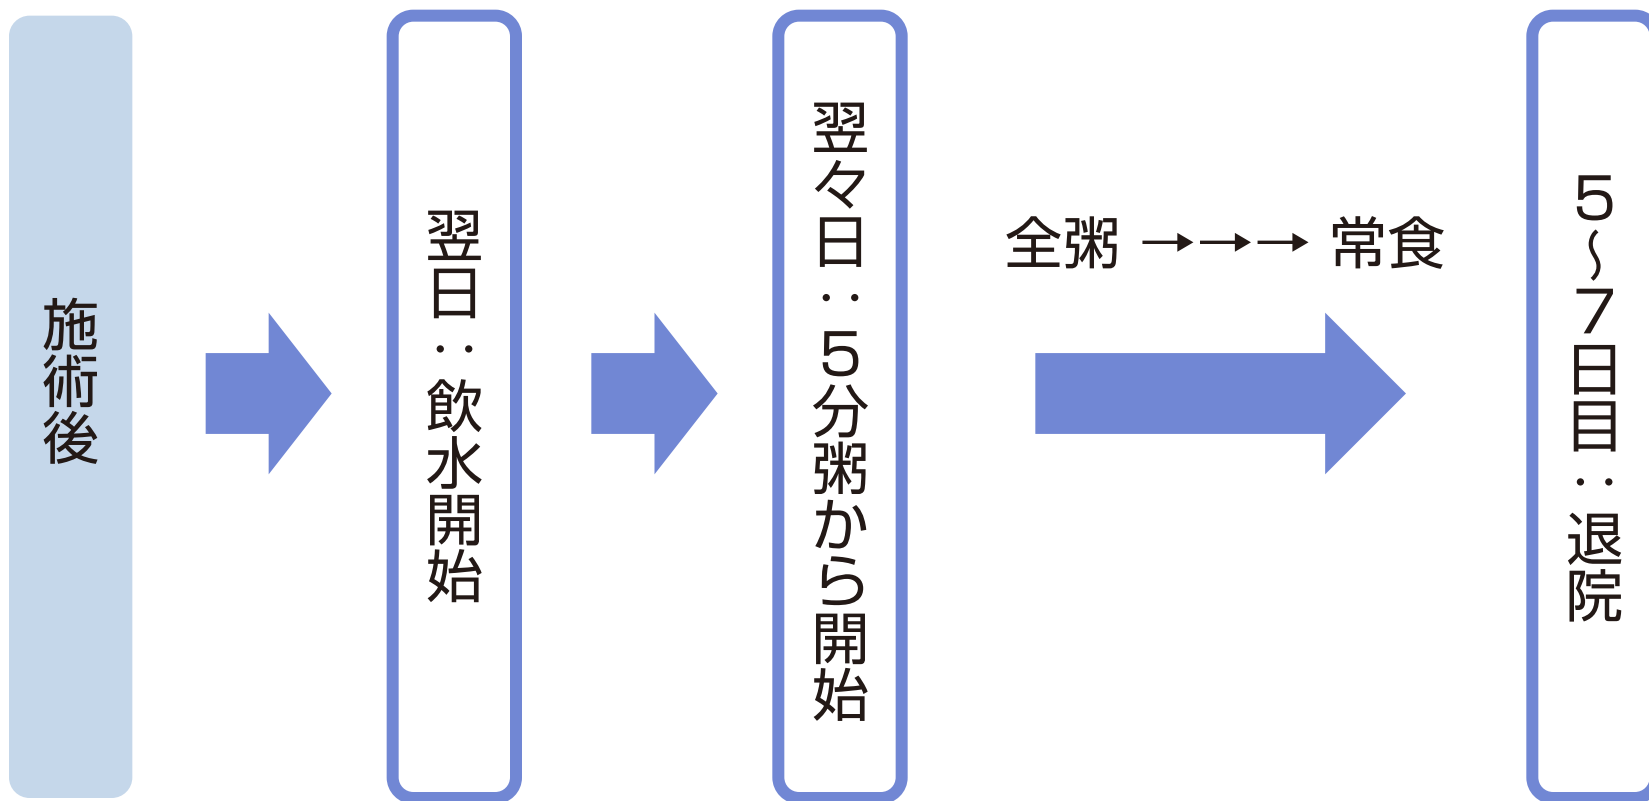 施術後
翌日：飲水開始
翌々日：５分粥から開始
全粥 →→→ 常食
５～７日目：退院